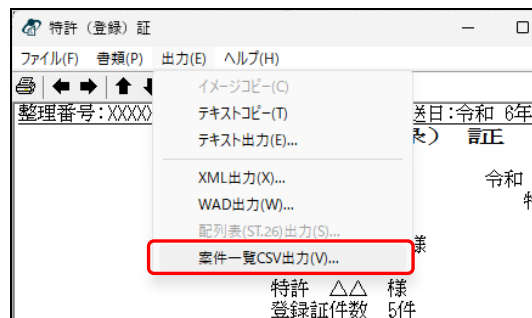 特許（登録）証
ファイル(F) 書類(P) 出力(E) ヘルプ(H)
イメージコピー(C)
テキストコピー(T)
テキスト出力(E)...
XML出力(X)...
WAD出力(W)...
配列表(ST.26)出力(S)...
案件一覧CSV出力(V)...
整理番号:XXXX
送日:令和 6年
録） 証
令和
特
様
特許 △△ 様
登録証件数 5件